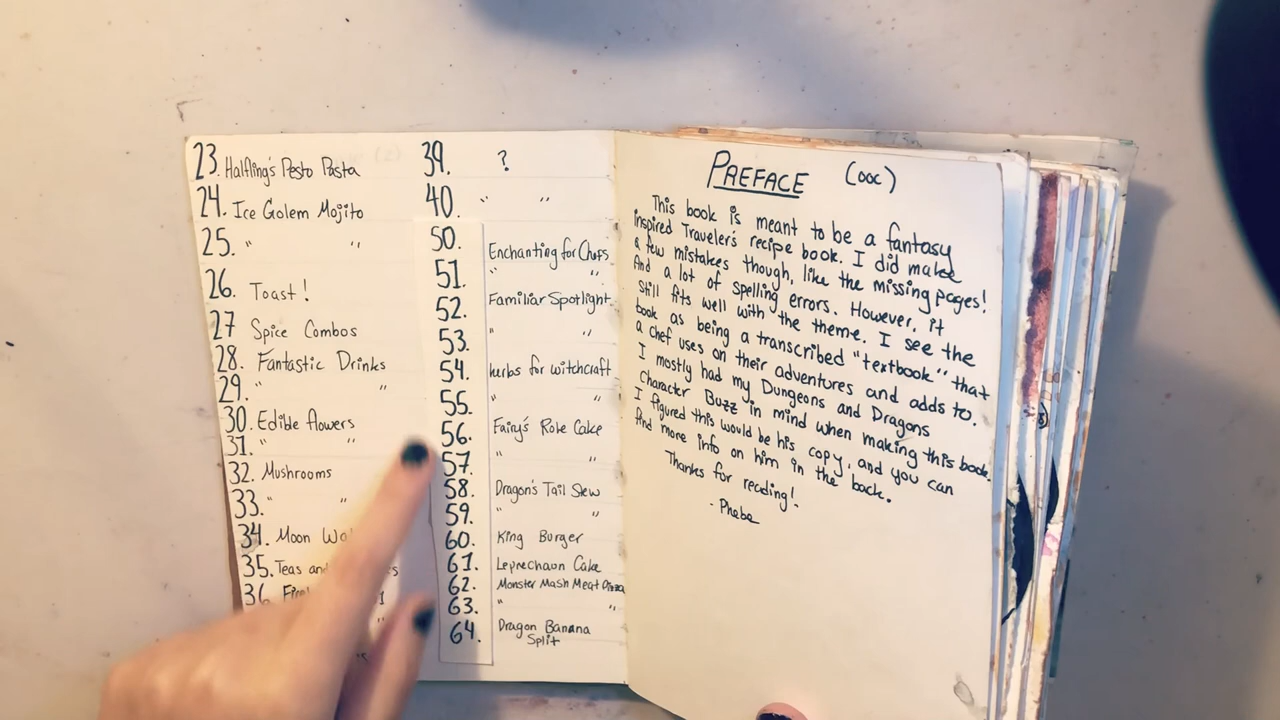 23. Halfling's Pesto Pasta
24. Ice Golem Mojito
25. " "
26. Toast!
27 Spice Combos
28. Fantastic Drinks
29. " "
30. Edible flowers
31. " "
32. Mushrooms
33. " "
34. Moon
35. Teas
36.
39. ?
40. " "
50. Enchanting for Chefs
51. " "
52. Familiar Spotlight
53. " "
54. herbs for witchcraft
55. " "
56. Fairy's Role Cake
57. " "
58. Dragon's Tail Stew
59. "
60. King Burger
61. Leprechaun Cake
62. Monster Mash Meat Pizza
63. " "
64. Dragon Banana
Split
PREFACE (ooc)
This book is meant to be a fantasy
inspired Traveler's recipe book. I did make
a few mistakes though, like the missing pages!
And a lot of spelling errors. However, it
still fits well with the theme. I see the
book as being a transcribed "textbook" that
a chef uses on their adventures and adds to.
I mostly had my Dungeons and Dragons
Character Buzz in mind when making this book.
I figured this would be his copy, and you can
find more info on him in the back.
Thanks for reading!
- Phebe